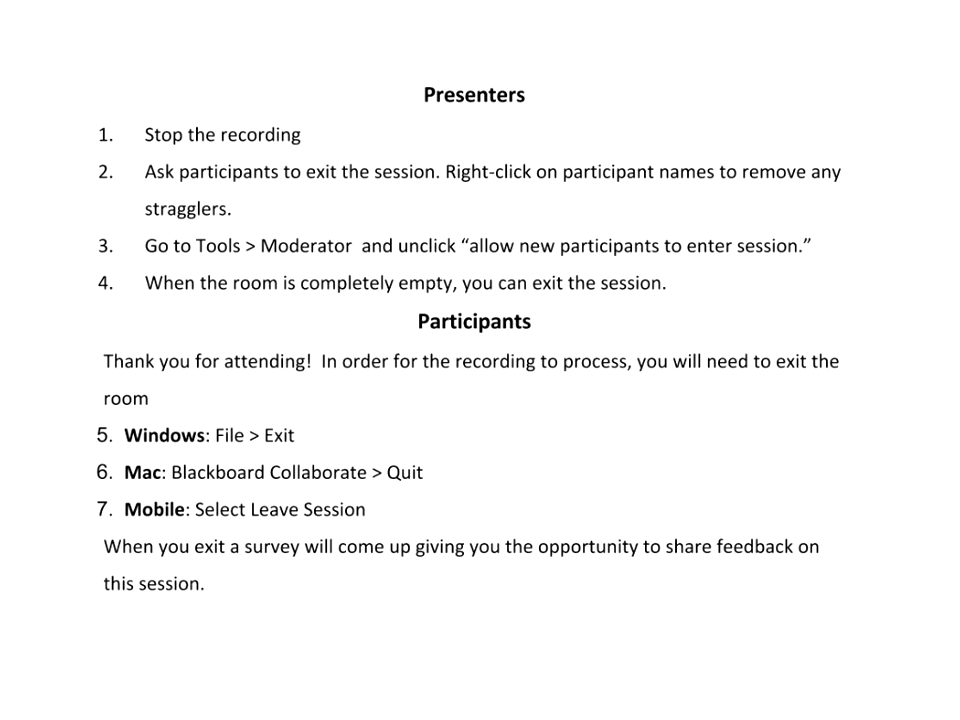 Presenters
1. Stop the recording
2. Ask participants to exit the session. Right-click on participant names to remove any
stragglers.
3. Go to Tools > Moderator  and unclick “allow new participants to enter session.”
4. When the room is completely empty, you can exit the session.
Participants
Thank you for attending!  In order for the recording to process, you will need to exit the
room
5. Windows: File > Exit
6. Mac: Blackboard Collaborate > Quit
7. Mobile: Select Leave Session
When you exit a survey will come up giving you the opportunity to share feedback on
this session.